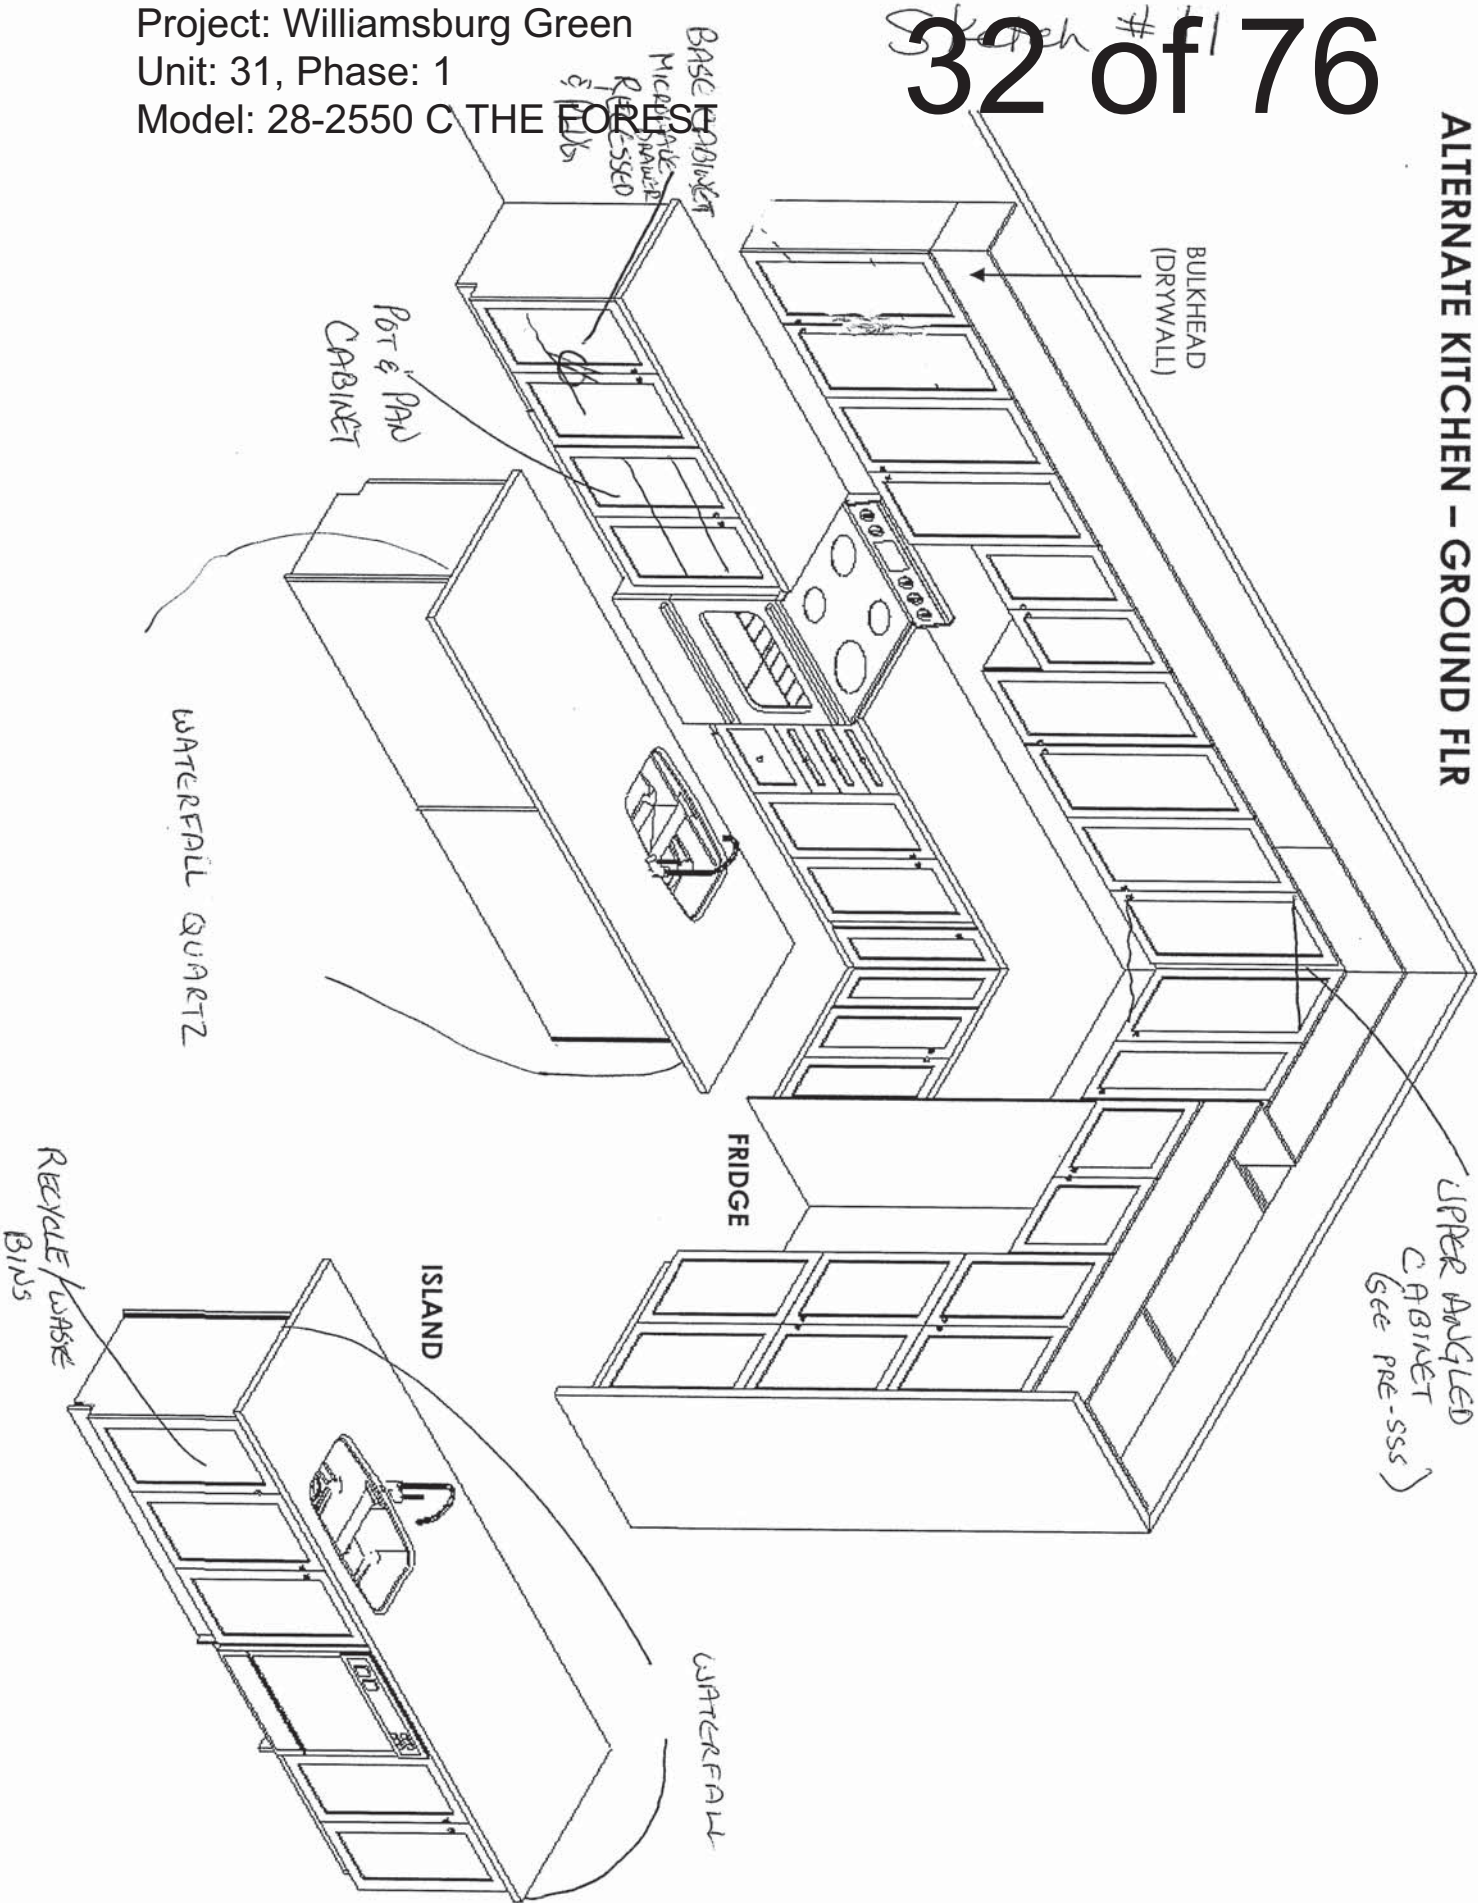 Project: Williamsburg Green
Unit: 31, Phase: 1
Model: 28-2550 C THE FOREST
Sketch #
32 of 76
ALTERNATE KITCHEN – GROUND FLR
BULKHEAD
(DRYWALL)
BASE CABINET
MICROWAVE
DRAWER
RECESSED
& PLUG
POT & PAN
CABINET
WATERFALL QUARTZ
UPPER ANGLED
CABINET
(SEE PRE-SSS)
FRIDGE
ISLAND
RECYCLE/WASTE
BINS
WATERFALL